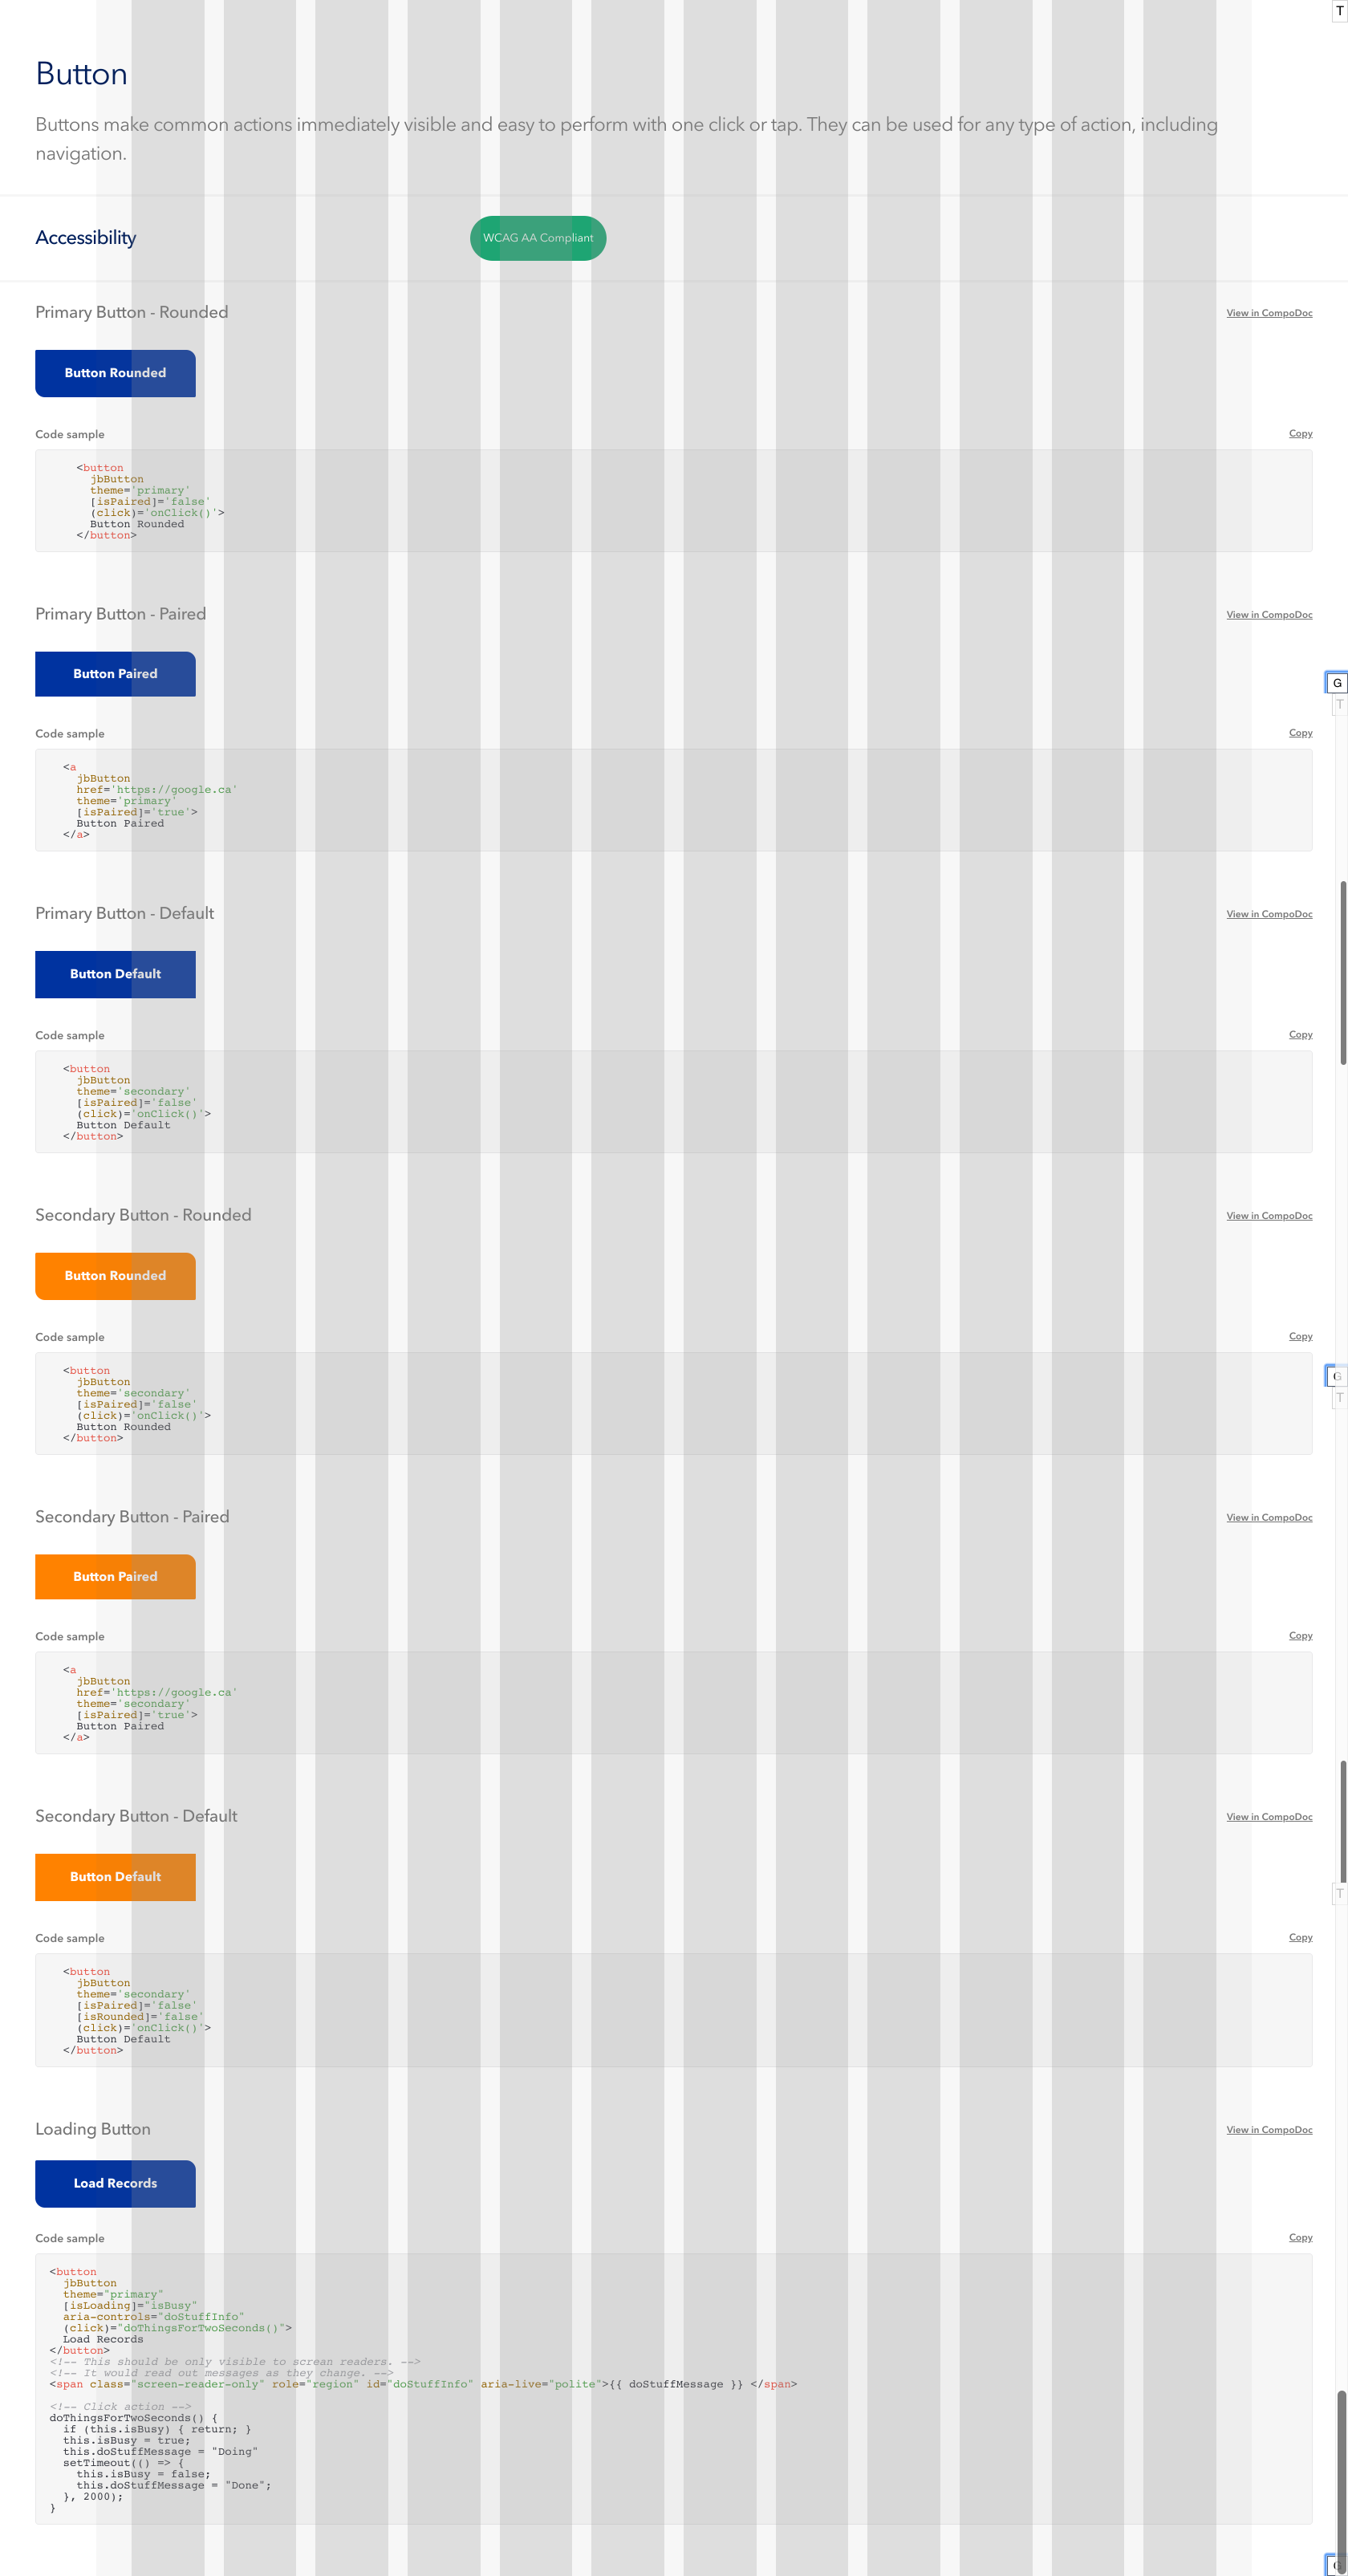 T
Button
Buttons make common actions immediately visible and easy to perform with one click or tap. They can be used for any type of action, including
navigation.
Accessibility
WCAG AA Compliant
Primary Button - Rounded
View in CompoDoc
Button Rounded
Code sample
Copy
<button
jbButton
theme='primary'
[isPaired]='false'
(click)='onClick()'>
Button Rounded
</button>
Primary Button - Paired
View in CompoDoc
Button Paired
G
T
Code sample
Copy
<a
jbButton
href='https://google.ca'
theme='primary'
[isPaired]='true'>
Button Paired
</a>
Primary Button - Default
View in CompoDoc
Button Default
Code sample
Copy
<button
jbButton
theme='secondary'
[isPaired]='false'
(click)='onClick()'>
Button Default
</button>
Secondary Button - Rounded
View in CompoDoc
Button Rounded
Code sample
Copy
<button
jbButton
theme='secondary'
[isPaired]='false'
(click)='onClick()'>
Button Rounded
</button>
G
T
Secondary Button - Paired
View in CompoDoc
Button Paired
Code sample
Copy
<a
jbButton
href='https://google.ca'
theme='secondary'
[isPaired]='true'>
Button Paired
</a>
Secondary Button - Default
View in CompoDoc
Button Default
T
Code sample
Copy
<button
jbButton
theme='secondary'
[isPaired]='false'
[isRounded]='false'
(click)='onClick()'>
Button Default
</button>
Loading Button
View in CompoDoc
Load Records
Code sample
Copy
<button
jbButton
theme="primary"
[isLoading]="isBusy"
aria-controls="doStuffInfo"
(click)="doThingsForTwoSeconds()">
Load Records
</button>
<!-- This should be only visible to screan readers. -->
<!-- It would read out messages as they change. -->
<span class="screen-reader-only" role="region" id="doStuffInfo" aria-live="polite">{{ doStuffMessage }} </span>
<!-- Click action -->
doThingsForTwoSeconds() {
if (this.isBusy) { return; }
this.isBusy = true;
this.doStuffMessage = "Doing"
setTimeout(() => {
this.isBusy = false;
this.doStuffMessage = "Done";
}, 2000);
}
G